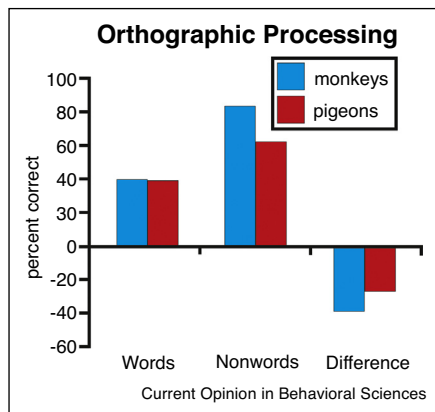 Orthographic Processing
monkeys
pigeons
percent correct
100
80
60
40
30
0
-20
-40
-60
Words Nonwords Difference
Current Opinion in Behavioral Sciences